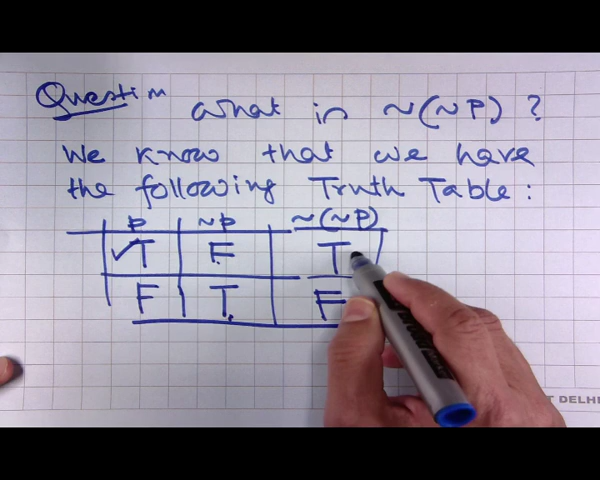 Question What is ~(~p) ?
We know that we have
the following Truth Table :
p ~p ~(~p)
✓T F T
F T F
T DELHI